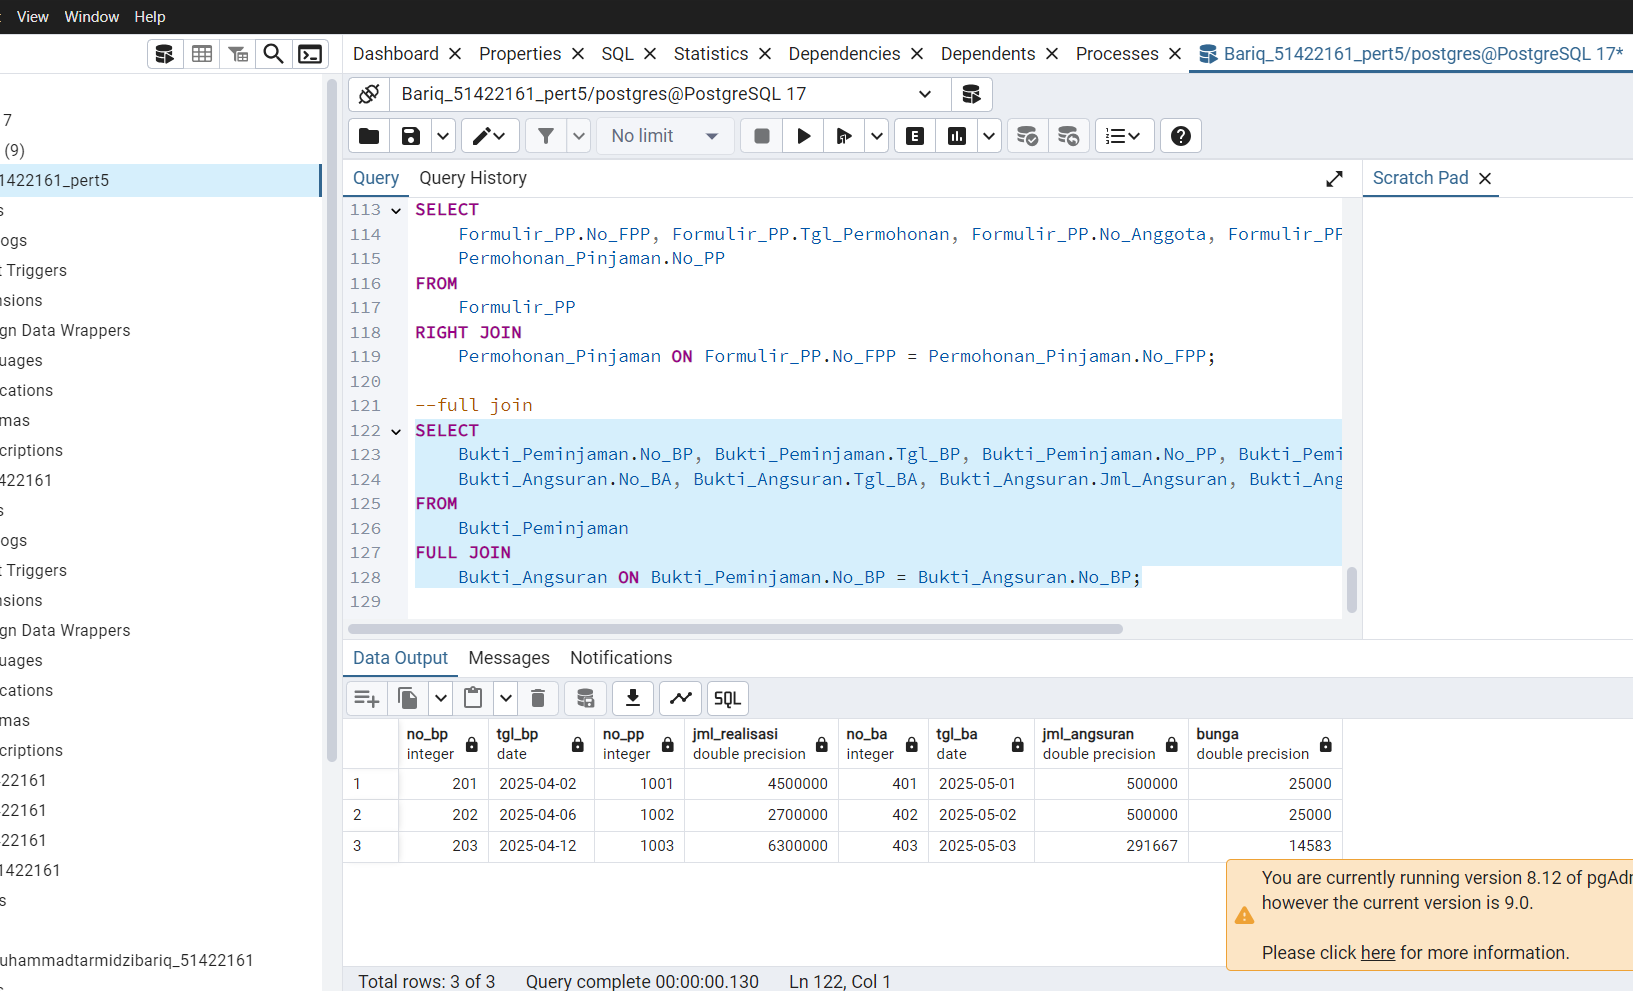 View Window Help
Dashboard Properties SQL Statistics Dependencies Dependents Processes Bariq_51422161_pert5/postgres@PostgreSQL 17*
Bariq_51422161_pert5/postgres@PostgreSQL 17
No limit
Query Query History
Scratch Pad
7
(9)
1422161_pert5
s
ogs
t Triggers
nsions
gn Data Wrappers
uages
cations
mas
criptions
422161
s
ogs
t Triggers
nsions
gn Data Wrappers
uages
cations
mas
criptions
422161
422161
422161
1422161
s
uhammadtarmidzibariq_51422161
113 SELECT
114 Formulir_PP.No_FPP, Formulir_PP.Tgl_Permohonan, Formulir_PP.No_Anggota, Formulir_PP
115 Permohonan_Pinjaman.No_PP
116 FROM
117 Formulir_PP
118 RIGHT JOIN
119 Permohonan_Pinjaman ON Formulir_PP.No_FPP = Permohonan_Pinjaman.No_FPP;
120
121 --full join
122 SELECT
123 Bukti_Peminjaman.No_BP, Bukti_Peminjaman.Tgl_BP, Bukti_Peminjaman.No_PP, Bukti_Pemi
124 Bukti_Angsuran.No_BA, Bukti_Angsuran.Tgl_BA, Bukti_Angsuran.Jml_Angsuran, Bukti_Ang
125 FROM
126 Bukti_Peminjaman
127 FULL JOIN
128 Bukti_Angsuran ON Bukti_Peminjaman.No_BP = Bukti_Angsuran.No_BP;
129
Data Output Messages Notifications
SQL
no_bp tgl_bp no_pp jml_realisasi no_ba tgl_ba jml_angsuran bunga
integer date integer double precision integer date double precision double precision
1 201 2025-04-02 1001 4500000 401 2025-05-01 500000 25000
2 202 2025-04-06 1002 2700000 402 2025-05-02 500000 25000
3 203 2025-04-12 1003 6300000 403 2025-05-03 291667 14583
You are currently running version 8.12 of pgAdm
however the current version is 9.0.
Please click here for more information.
Total rows: 3 of 3 Query complete 00:00:00.130 Ln 122, Col 1